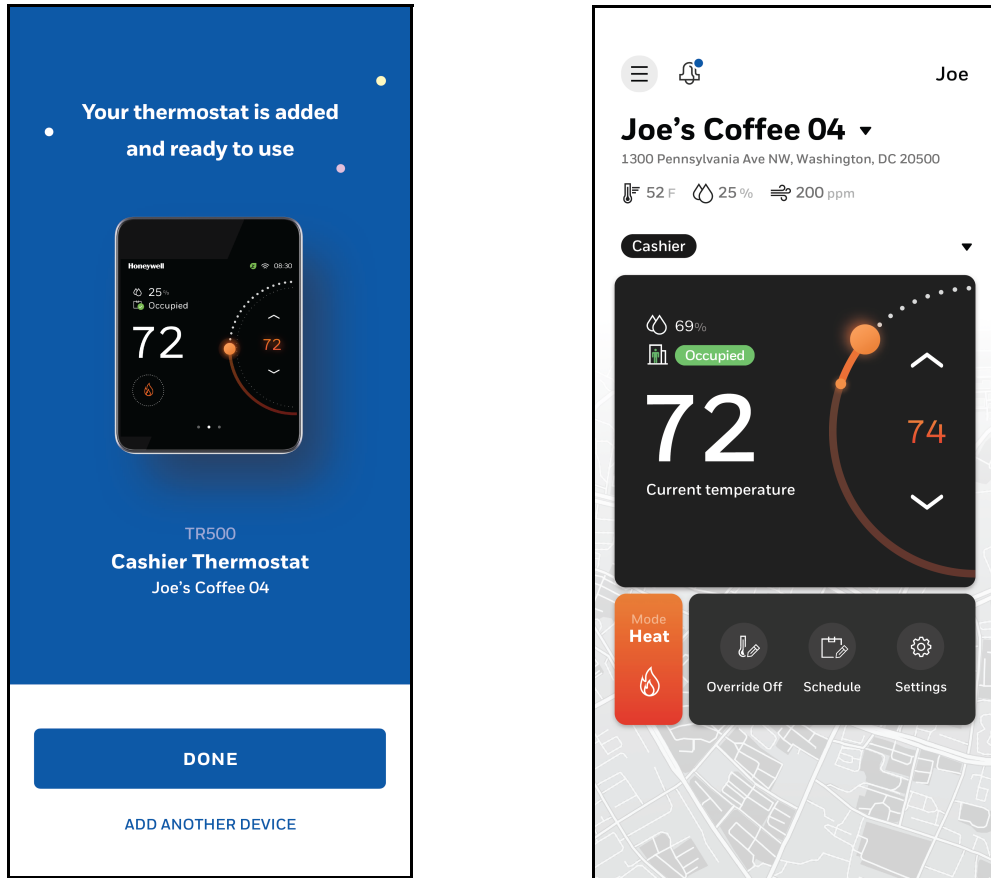 Your thermostat is added
and ready to use
Honeywell
08:30
25%
Occupied
72
72
TR500
Cashier Thermostat
Joe's Coffee 04
DONE
ADD ANOTHER DEVICE
Joe
Joe's Coffee 04
1300 Pennsylvania Ave NW, Washington, DC 20500
52 F 25 % 200 ppm
Cashier
69%
Occupied
72
74
Current temperature
Mode
Heat
Override Off Schedule Settings